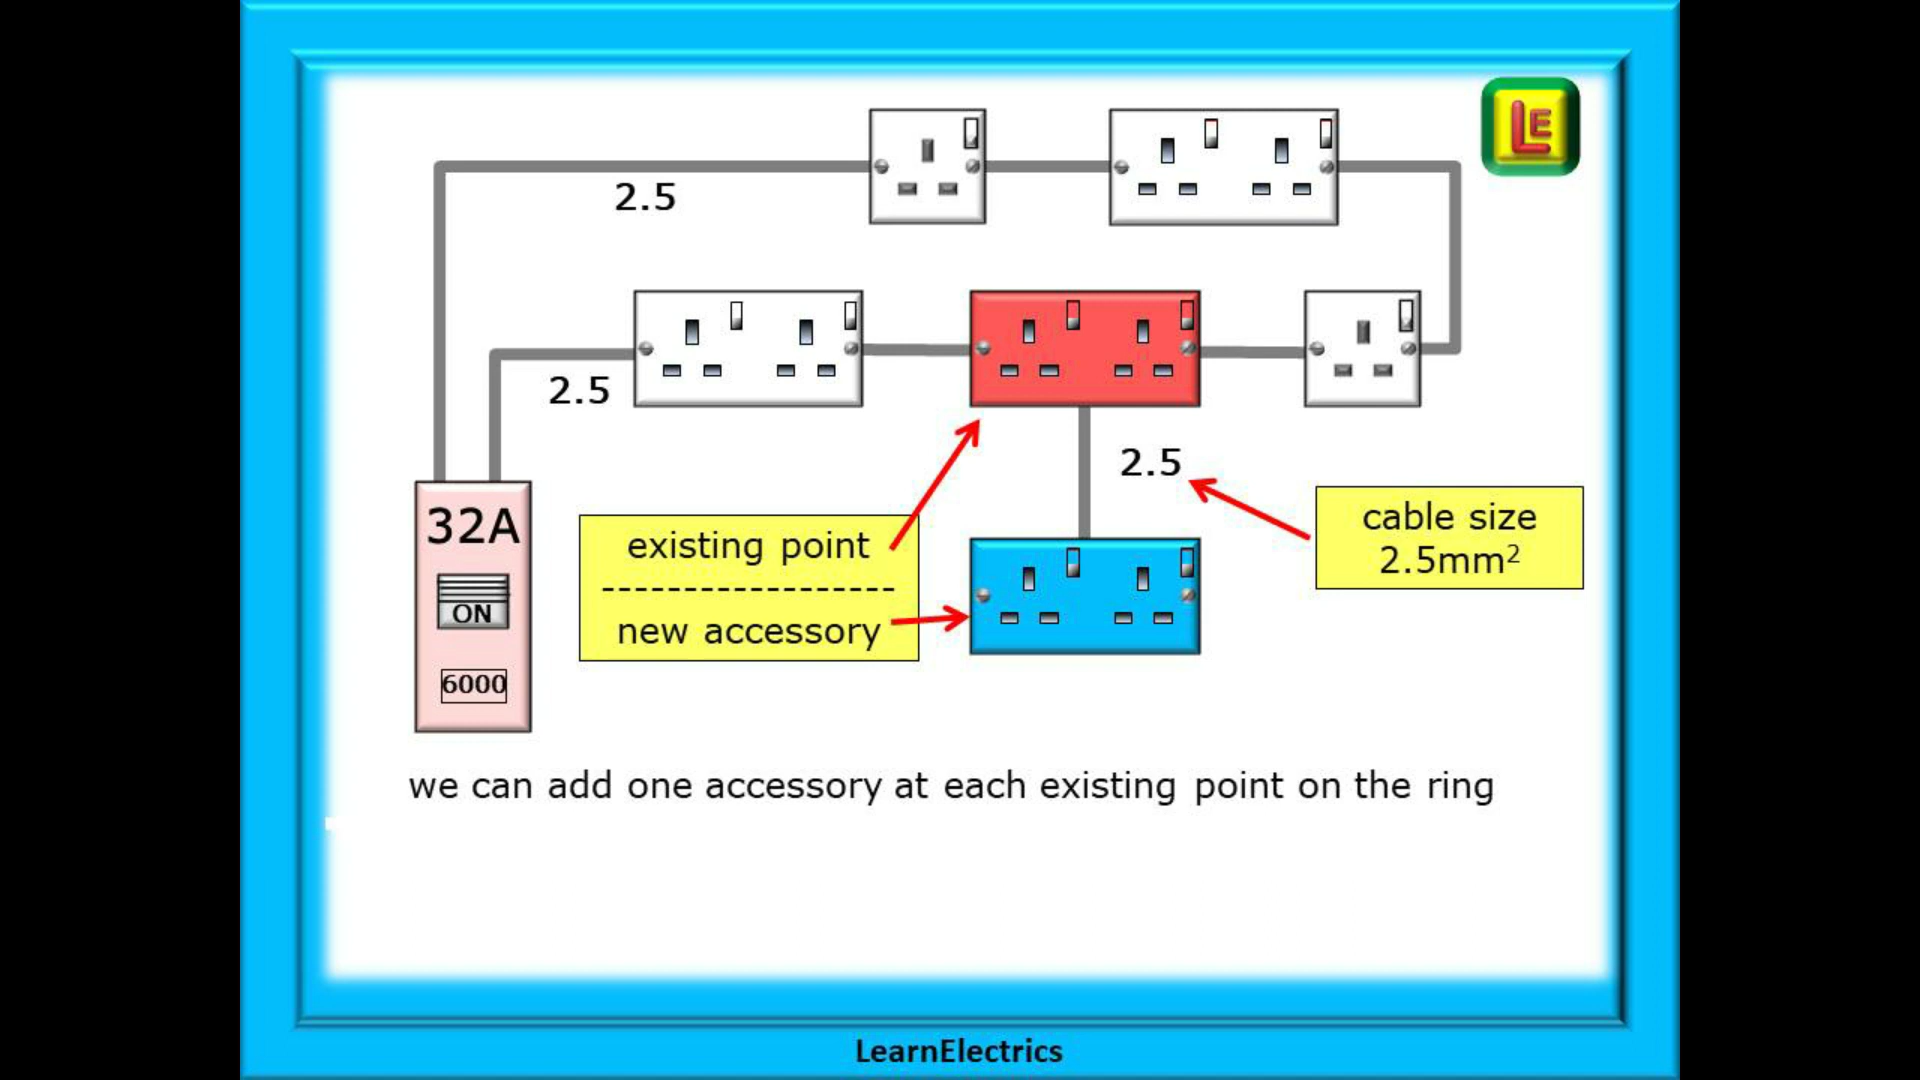 LE
2.5
2.5
2.5
32A
ON
6000
existing point
------------------
new accessory
cable size
2.5mm²
we can add one accessory at each existing point on the ring
LearnElectrics